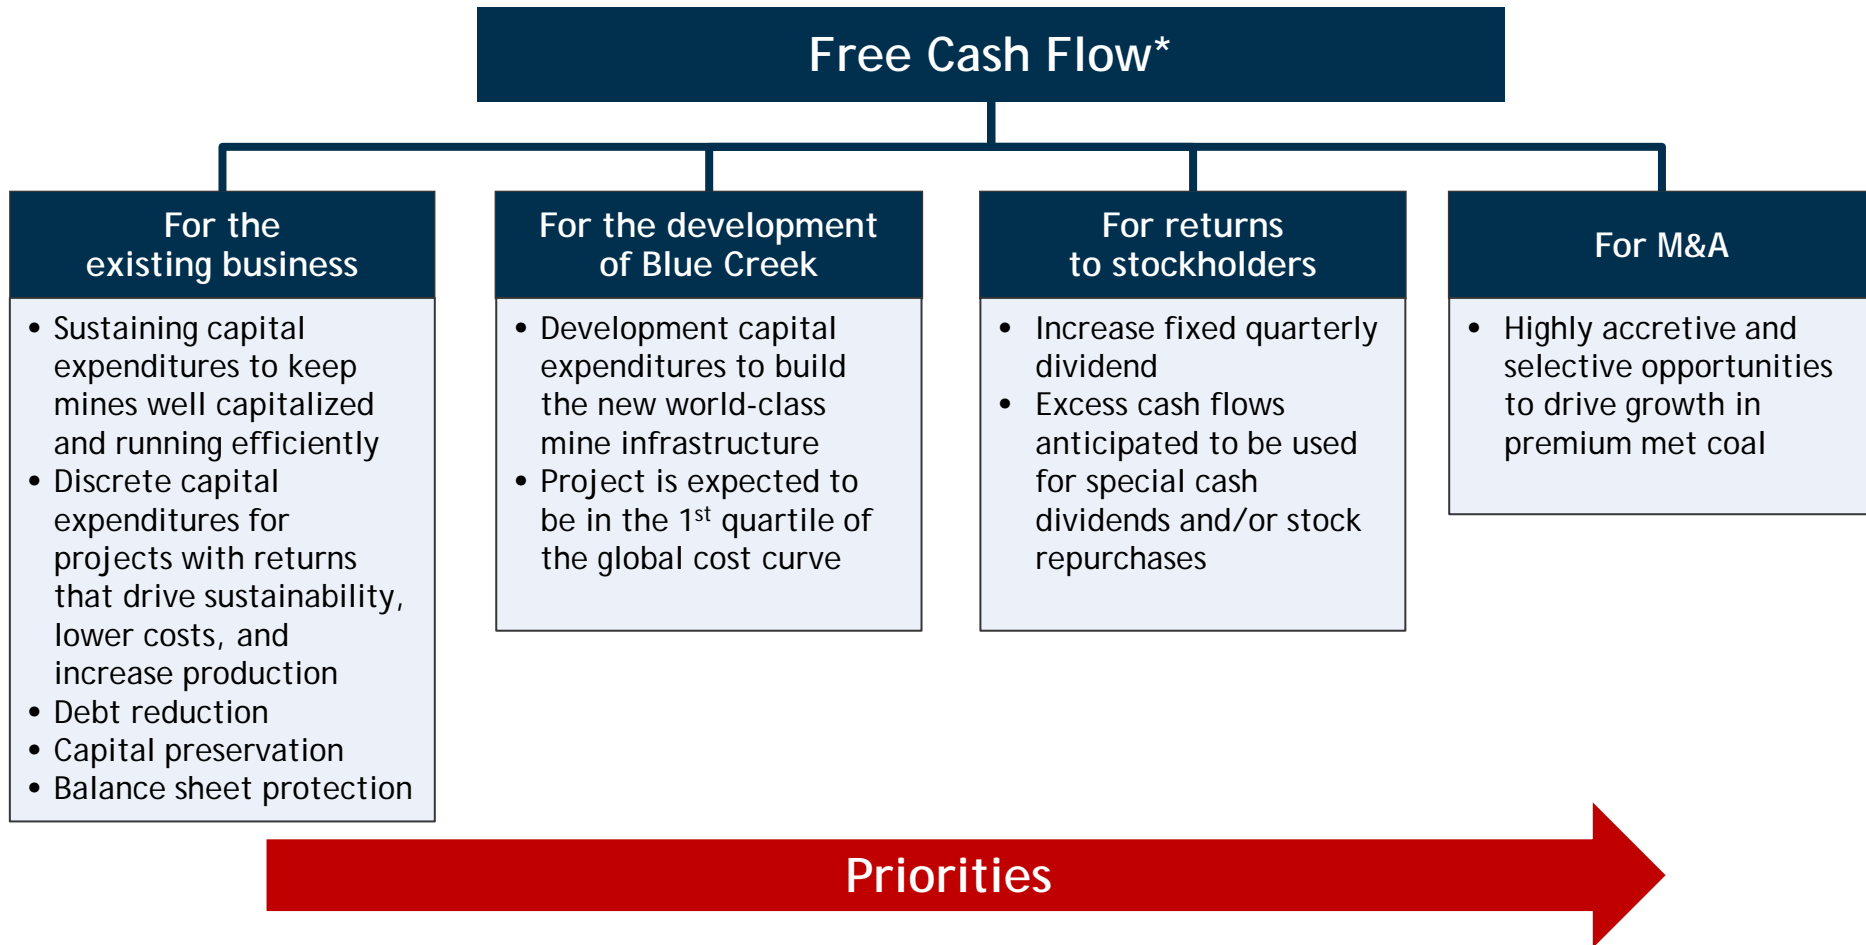 Free Cash Flow*
For the
existing business
• Sustaining capital
expenditures to keep
mines well capitalized
and running efficiently
• Discrete capital
expenditures for
projects with returns
that drive sustainability,
lower costs, and
increase production
• Debt reduction
• Capital preservation
• Balance sheet protection
For the development
of Blue Creek
• Development capital
expenditures to build
the new world-class
mine infrastructure
• Project is expected to
be in the 1st quartile of
the global cost curve
For returns
to stockholders
• Increase fixed quarterly
dividend
• Excess cash flows
anticipated to be used
for special cash
dividends and/or stock
repurchases
For M&A
• Highly accretive and
selective opportunities
to drive growth in
premium met coal
Priorities